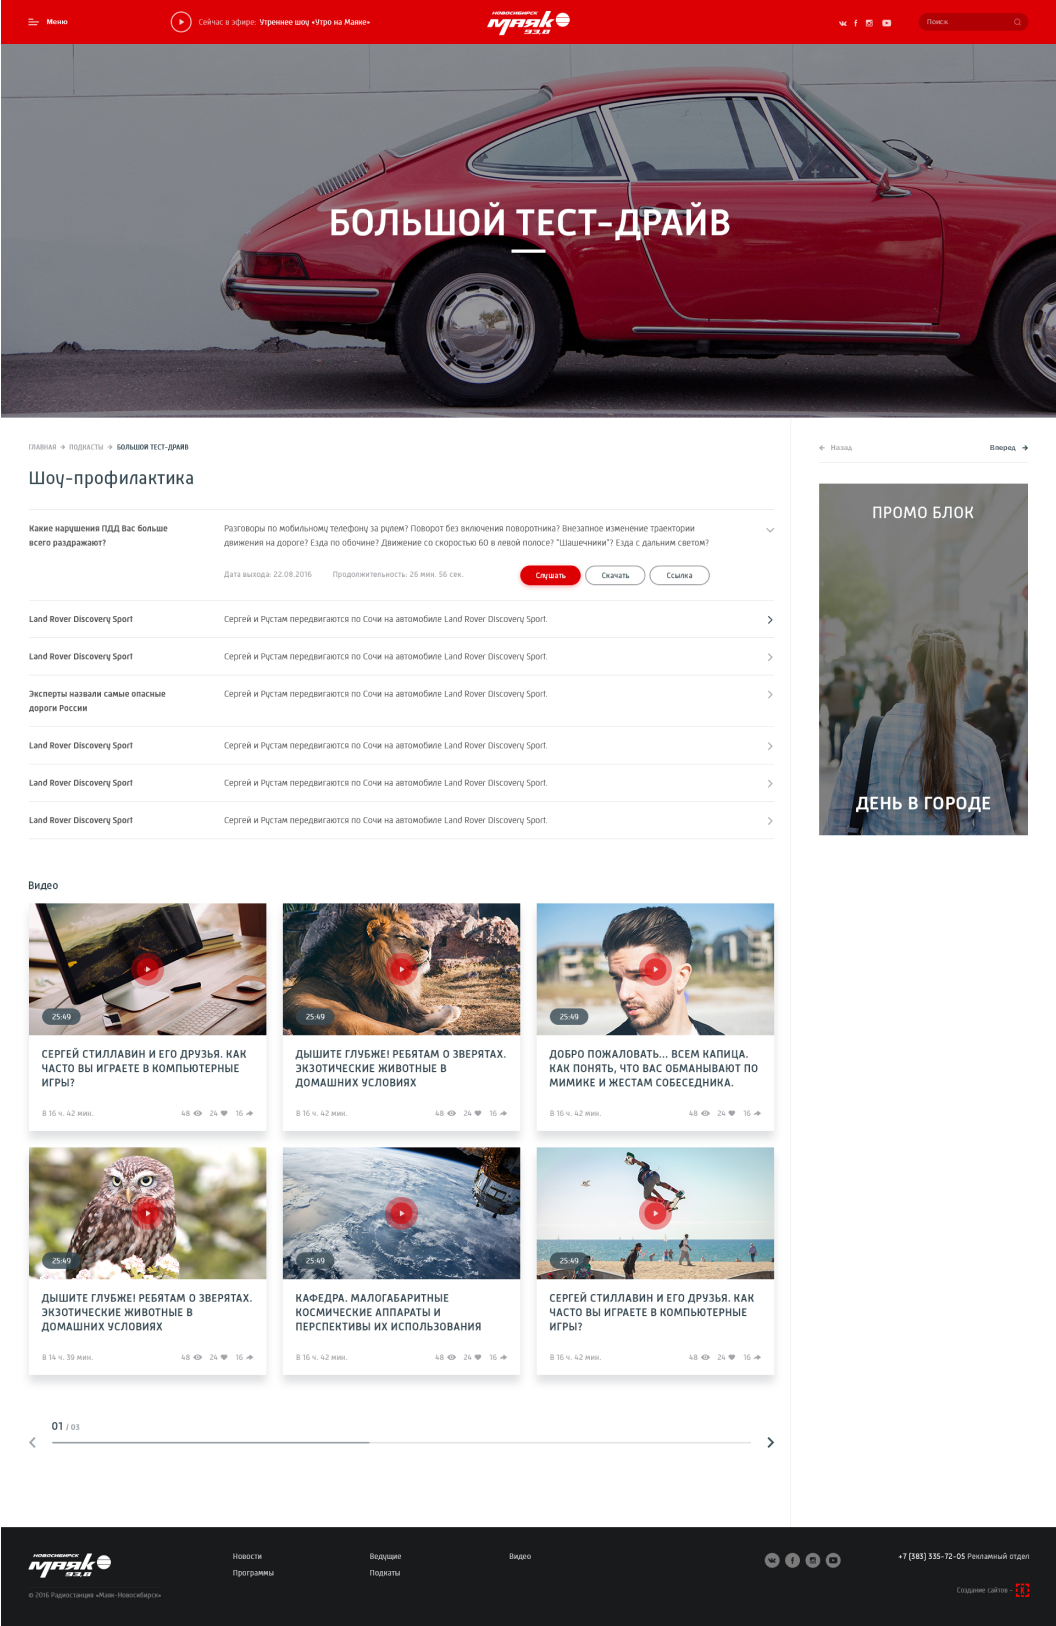 Меню
Сейчас в эфире: Утреннее шоу «Утро на Маяке»
НОВОСИБИРСК
маяк
93,8
Поиск
БОЛЬШОЙ ТЕСТ-ДРАЙВ
ГЛАВНАЯ → ПОДКАСТЫ → БОЛЬШОЙ ТЕСТ-ДРАЙВ
← Назад
Вперед →
Шоу-профилактика
Какие нарушения ПДД Вас больше
всего раздражают?
Разговоры по мобильному телефону за рулем? Поворот без включения поворотника? Внезапное изменение траектории
движения на дороге? Езда по обочине? Движение со скоростью 60 в левой полосе? "Шашечники"? Езда с дальним светом?
Дата выхода: 22.08.2016
Продолжительность: 26 мин. 56 сек.
Слушать
Скачать
Ссылка
Land Rover Discovery Sport
Сергей и Рустам передвигаются по Сочи на автомобиле Land Rover Discovery Sport.
Land Rover Discovery Sport
Сергей и Рустам передвигаются по Сочи на автомобиле Land Rover Discovery Sport.
Эксперты назвали самые опасные
дороги России
Сергей и Рустам передвигаются по Сочи на автомобиле Land Rover Discovery Sport.
Land Rover Discovery Sport
Сергей и Рустам передвигаются по Сочи на автомобиле Land Rover Discovery Sport.
Land Rover Discovery Sport
Сергей и Рустам передвигаются по Сочи на автомобиле Land Rover Discovery Sport.
Land Rover Discovery Sport
Сергей и Рустам передвигаются по Сочи на автомобиле Land Rover Discovery Sport.
ПРОМО БЛОК
ДЕНЬ В ГОРОДЕ
Видео
25:49
СЕРГЕЙ СТИЛЛАВИН И ЕГО ДРУЗЬЯ. КАК
ЧАСТО ВЫ ИГРАЕТЕ В КОМПЬЮТЕРНЫЕ
ИГРЫ?
В 16 ч. 42 мин.
48 24 16
25:49
ДЫШИТЕ ГЛУБЖЕ! РЕБЯТАМ О ЗВЕРЯТАХ.
ЭКЗОТИЧЕСКИЕ ЖИВОТНЫЕ В
ДОМАШНИХ УСЛОВИЯХ
В 16 ч. 42 мин.
48 24 16
25:49
ДОБРО ПОЖАЛОВАТЬ... ВСЕМ КАПИЦА.
КАК ПОНЯТЬ, ЧТО ВАС ОБМАНЫВАЮТ ПО
МИМИКЕ И ЖЕСТАМ СОБЕСЕДНИКА.
В 16 ч. 42 мин.
48 24 16
25:49
ДЫШИТЕ ГЛУБЖЕ! РЕБЯТАМ О ЗВЕРЯТАХ.
ЭКЗОТИЧЕСКИЕ ЖИВОТНЫЕ В
ДОМАШНИХ УСЛОВИЯХ
В 14 ч. 39 мин.
48 24 16
25:49
КАФЕДРА. МАЛОГАБАРИТНЫЕ
КОСМИЧЕСКИЕ АППАРАТЫ И
ПЕРСПЕКТИВЫ ИХ ИСПОЛЬЗОВАНИЯ
В 16 ч. 42 мин.
48 24 16
25:49
СЕРГЕЙ СТИЛЛАВИН И ЕГО ДРУЗЬЯ. КАК
ЧАСТО ВЫ ИГРАЕТЕ В КОМПЬЮТЕРНЫЕ
ИГРЫ?
В 16 ч. 42 мин.
48 24 16
01 / 03
НОВОСИБИРСК
маяк
93,8
© 2016 Радиостанция «Маяк-Новосибирск»
Новости
Программы
Ведущие
Подкаты
Видео
+7 (383) 335-72-05 Рекламный отдел
Создание сайтов –